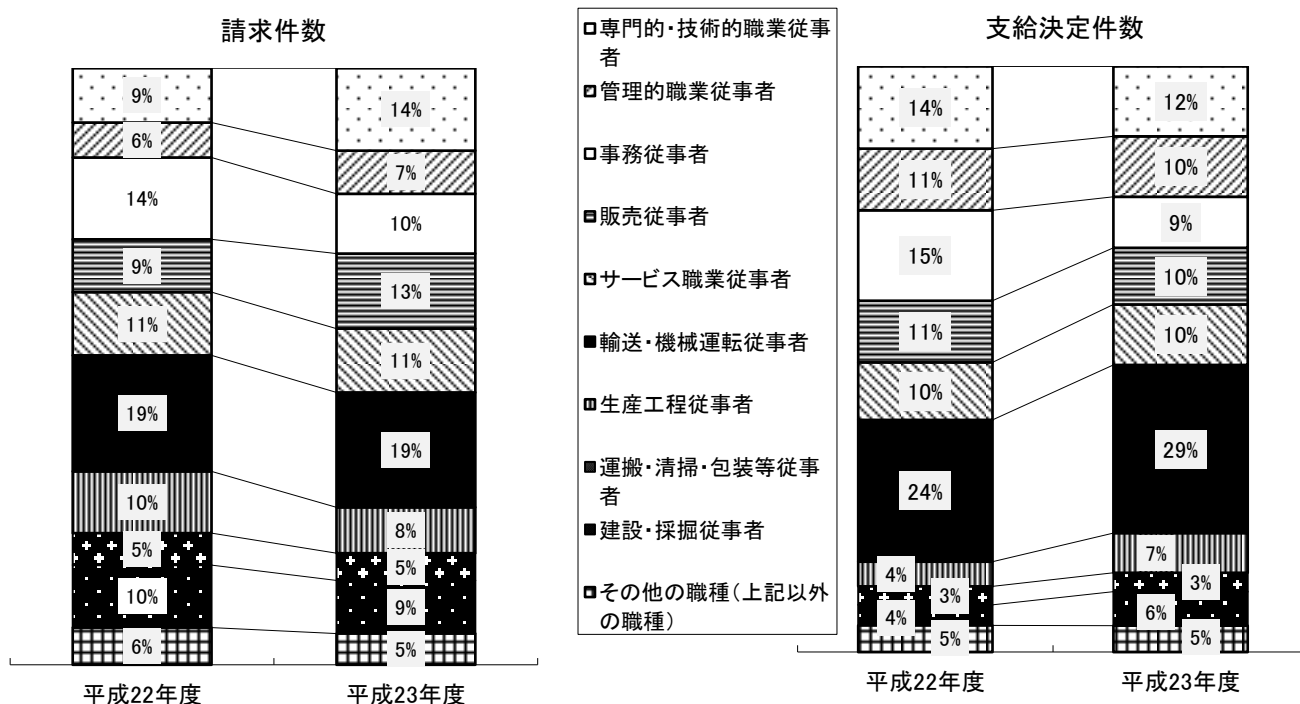 請求件数
9%
6%
14%
9%
11%
19%
10%
5%
10%
6%
14%
7%
10%
13%
11%
19%
8%
5%
9%
5%
平成22年度
平成23年度
専門的・技術的職業従事
者
管理的職業従事者
事務従事者
販売従事者
サービス職業従事者
輸送・機械運転従事者
生産工程従事者
運搬・清掃・包装等従事
者
建設・採掘従事者
その他の職種(上記以外
の職種)
支給決定件数
14%
11%
15%
11%
10%
24%
4%
3%
4%
5%
12%
10%
9%
10%
10%
29%
7%
3%
6%
5%
平成22年度
平成23年度